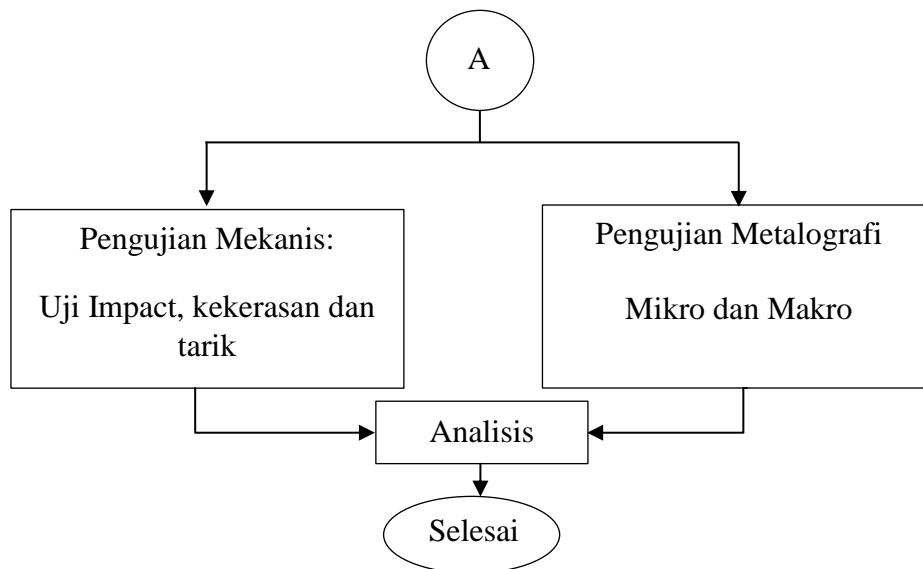 A
Pengujian Mekanis:
Uji Impact, kekerasan dan
tarik
Pengujian Metalografi
Mikro dan Makro
Analisis
Selesai